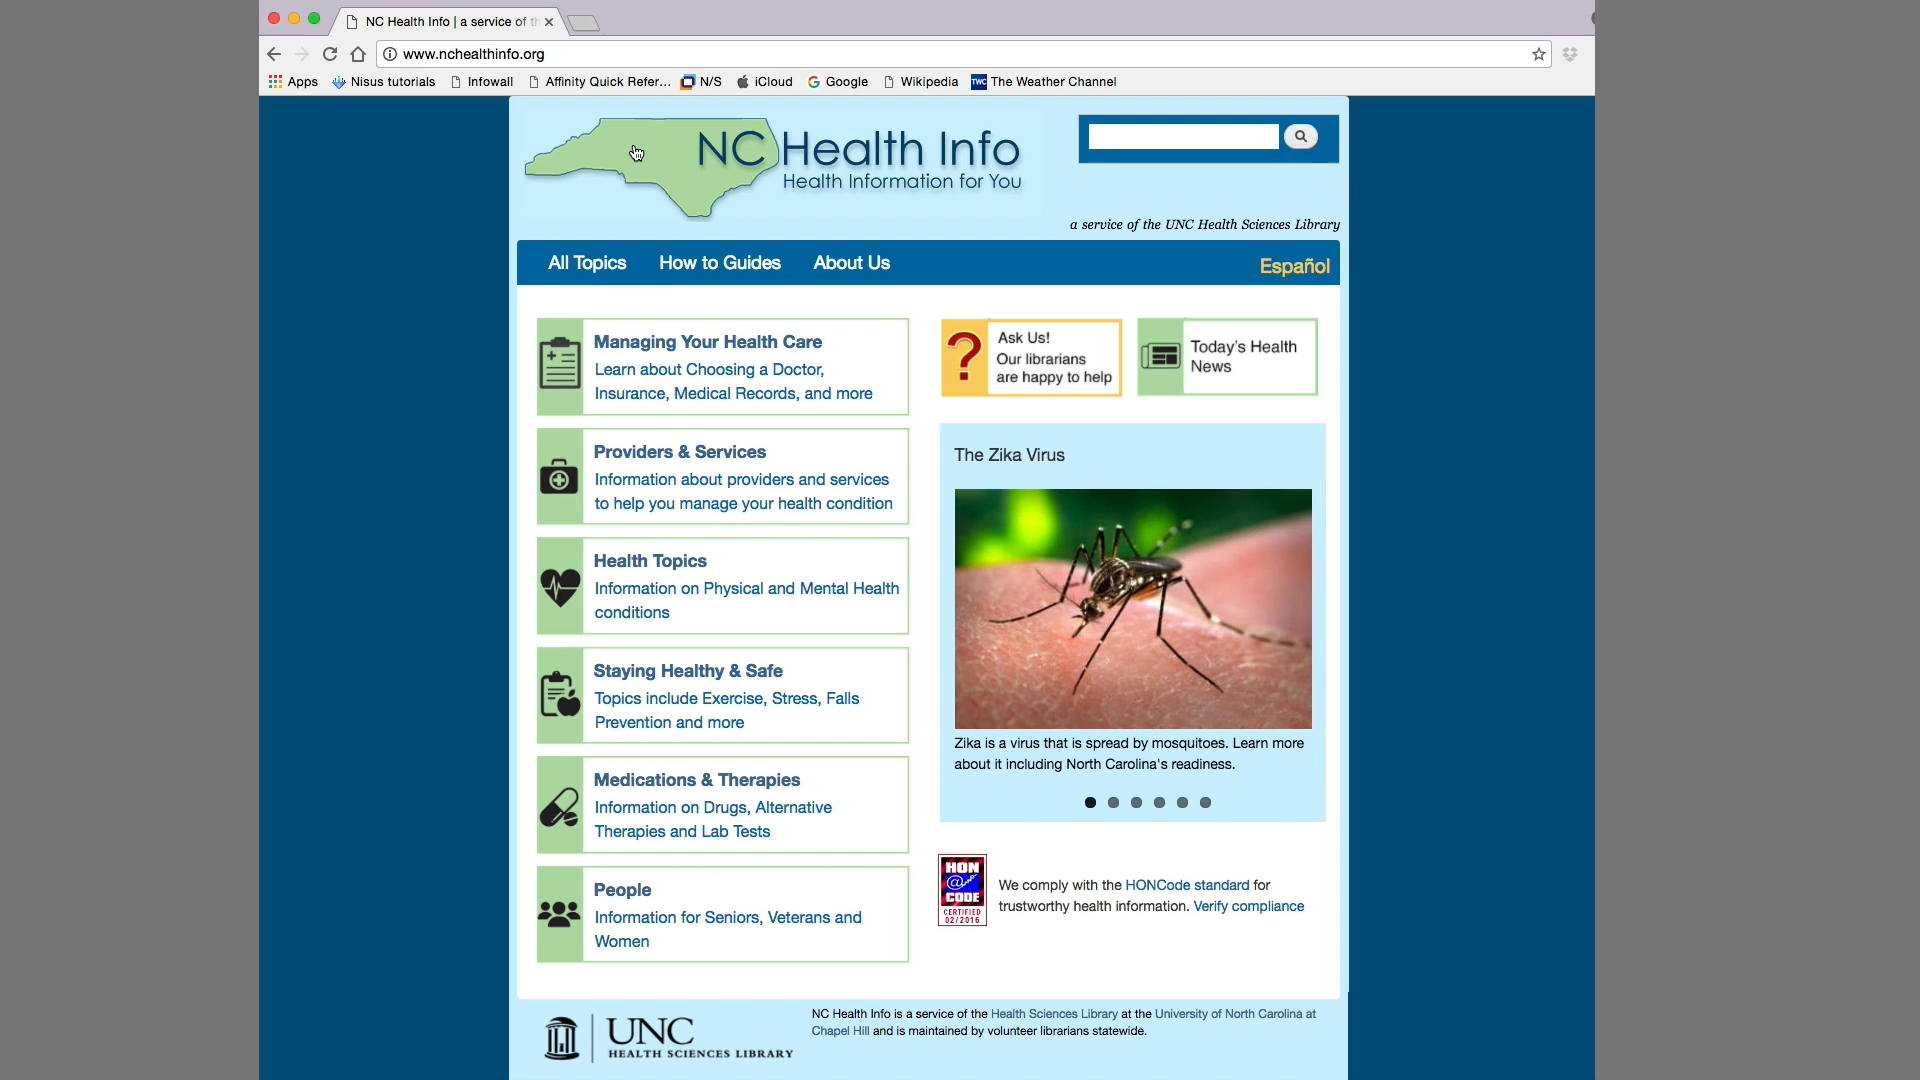 NC Health Info | a service of th
www.nchealthinfo.org
Apps
Nisus tutorials
Infowall
Affinity Quick Refer...
N/S
iCloud
Google
Wikipedia
TWC
The Weather Channel
NC Health Info
Health Information for You
a service of the UNC Health Sciences Library
All Topics
How to Guides
About Us
Español
Managing Your Health Care
Learn about Choosing a Doctor,
Insurance, Medical Records, and more
Providers & Services
Information about providers and services
to help you manage your health condition
Health Topics
Information on Physical and Mental Health
conditions
Staying Healthy & Safe
Topics include Exercise, Stress, Falls
Prevention and more
Medications & Therapies
Information on Drugs, Alternative
Therapies and Lab Tests
People
Information for Seniors, Veterans and
Women
?
Ask Us!
Our librarians
are happy to help
Today's Health
News
The Zika Virus
Zika is a virus that is spread by mosquitoes. Learn more
about it including North Carolina's readiness.
HON
@
CODE
CERTIFIED
02/2016
We comply with the HONCode standard for
trustworthy health information. Verify compliance
UNC
HEALTH SCIENCES LIBRARY
NC Health Info is a service of the Health Sciences Library at the University of North Carolina at
Chapel Hill and is maintained by volunteer librarians statewide.